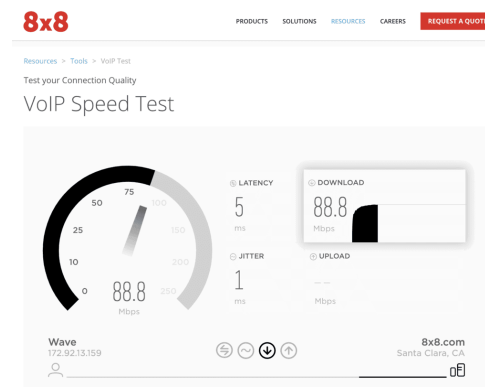 8x8
PRODUCTS SOLUTIONS RESOURCES CAREERS REQUEST A QUOTE
Resources > Tools > VoIP Test
Test your Connection Quality
VoIP Speed Test
LATENCY
5
ms
DOWNLOAD
88.8
Mbps
JITTER
1
ms
UPLOAD
--
Mbps
0
10
25
50
75
100
150
200
250
88.8
Mbps
Wave
172.92.13.159
8x8.com
Santa Clara, CA